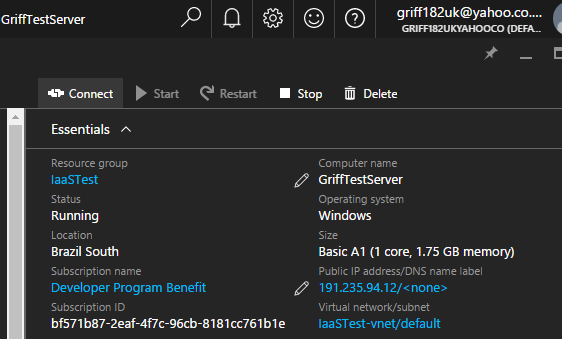 GriffTestServer
griff182uk@yahoo.co....
GRIFF182UKYAHOOCO (DEFA...
Connect Start Restart Stop Delete
Essentials
Resource group
IaaSTest
Computer name
GriffTestServer
Status
Running
Operating system
Windows
Location
Brazil South
Size
Basic A1 (1 core, 1.75 GB memory)
Subscription name
Developer Program Benefit
Public IP address/DNS name label
191.235.94.12/<none>
Subscription ID
bf571b87-2eaf-4f7c-96cb-8181cc761b1e
Virtual network/subnet
IaaSTest-vnet/default